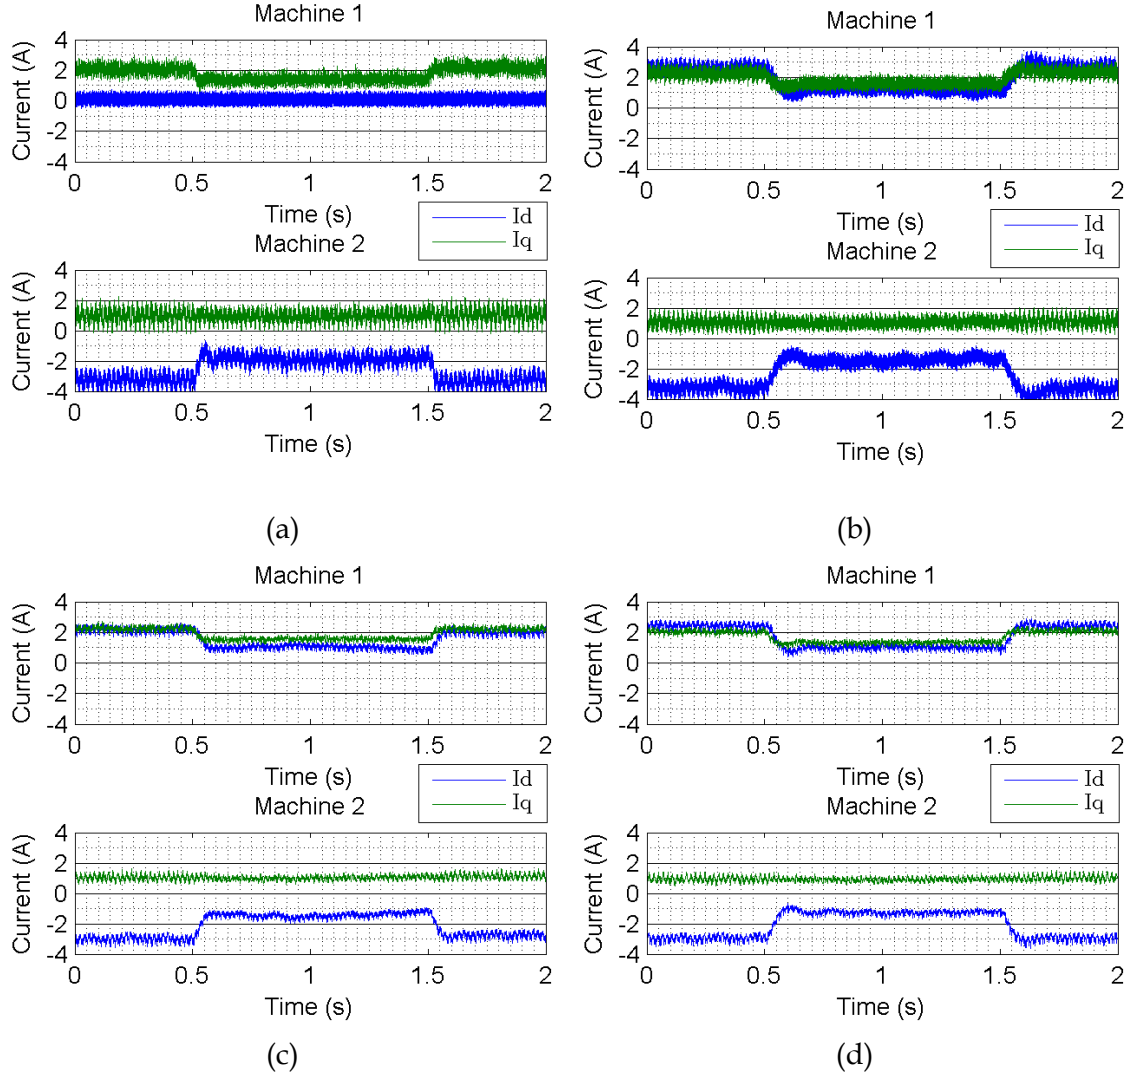 Machine 1
Current (A)
4
2
0
-2
-4
0 0.5 1 1.5 2
Time (s)
Id
Iq
Machine 2
Current (A)
4
2
0
-2
-4
0 0.5 1 1.5 2
Time (s)
(a)
Machine 1
Current (A)
4
2
0
-2
-4
0 0.5 1 1.5 2
Time (s)
Id
Iq
Machine 2
Current (A)
4
2
0
-2
-4
0 0.5 1 1.5 2
Time (s)
(b)
Machine 1
Current (A)
4
2
0
-2
-4
0 0.5 1 1.5 2
Time (s)
Id
Iq
Machine 2
Current (A)
4
2
0
-2
-4
0 0.5 1 1.5 2
Time (s)
(c)
Machine 1
Current (A)
4
2
0
-2
-4
0 0.5 1 1.5 2
Time (s)
Id
Iq
Machine 2
Current (A)
4
2
0
-2
-4
0 0.5 1 1.5 2
Time (s)
(d)